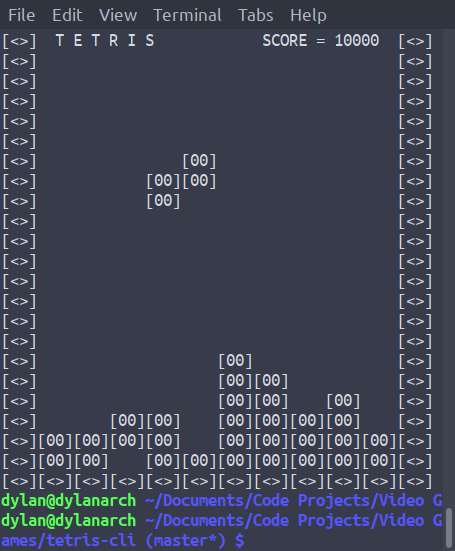 File Edit View Terminal Tabs Help
[<>]  T E T R I S            SCORE = 10000  [<>]
[<>]                                        [<>]
[<>]                                        [<>]
[<>]                                        [<>]
[<>]                                        [<>]
[<>]                                        [<>]
[<>]                [00]                    [<>]
[<>]            [00][00]                    [<>]
[<>]            [00]                        [<>]
[<>]                                        [<>]
[<>]                                        [<>]
[<>]                                        [<>]
[<>]                                        [<>]
[<>]                                        [<>]
[<>]                                        [<>]
[<>]                                        [<>]
[<>]                    [00]                [<>]
[<>]                    [00][00]            [<>]
[<>]                    [00][00]    [00]    [<>]
[<>]        [00][00]    [00][00][00][00]    [<>]
[<>][00][00][00][00]    [00][00][00][00][00][<>]
[<>][00][00]    [00][00][00][00][00][00][00][<>]
[<>][<>][<>][<>][<>][<>][<>][<>][<>][<>][<>][<>]
dylan@dylanarch ~/Documents/Code Projects/Video G
dylan@dylanarch ~/Documents/Code Projects/Video G
ames/tetris-cli (master*) $